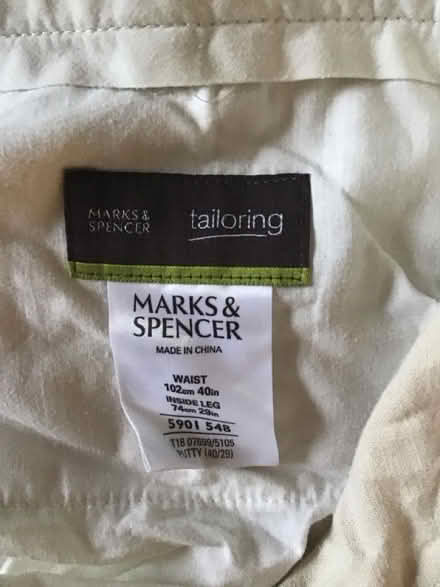 MARKS &
SPENCER
tailoring
MARKS &
SPENCER
MADE IN CHINA
WAIST
102cm 40in
INSIDE LEG
74cm 29in
5901 548
T18 07699/5105
PUTTY (40/29)